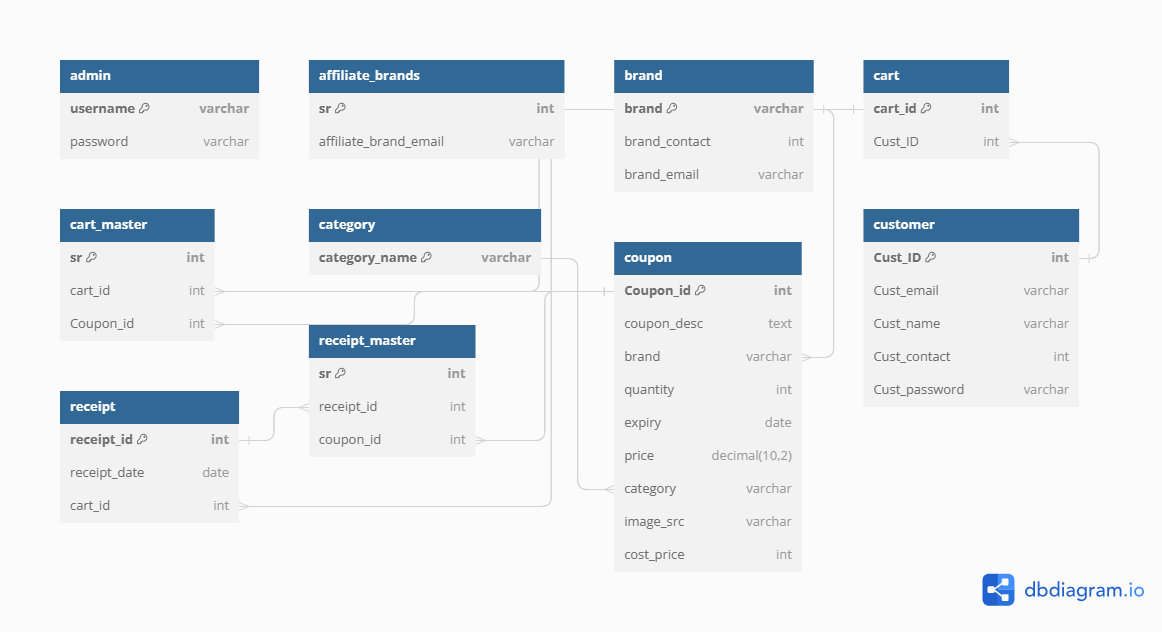 admin
username varchar
password varchar
affiliate_brands
sr int
affiliate_brand_email varchar
brand
brand varchar
brand_contact int
brand_email varchar
cart
cart_id int
Cust_ID int
cart_master
sr int
cart_id int
Coupon_id int
category
category_name varchar
coupon
Coupon_id int
coupon_desc text
brand varchar
quantity int
expiry date
price decimal(10,2)
category varchar
image_src varchar
cost_price int
customer
Cust_ID int
Cust_email varchar
Cust_name varchar
Cust_contact int
Cust_password varchar
receipt_master
sr int
receipt_id int
coupon_id int
receipt
receipt_id int
receipt_date date
cart_id int
dbdiagram.io